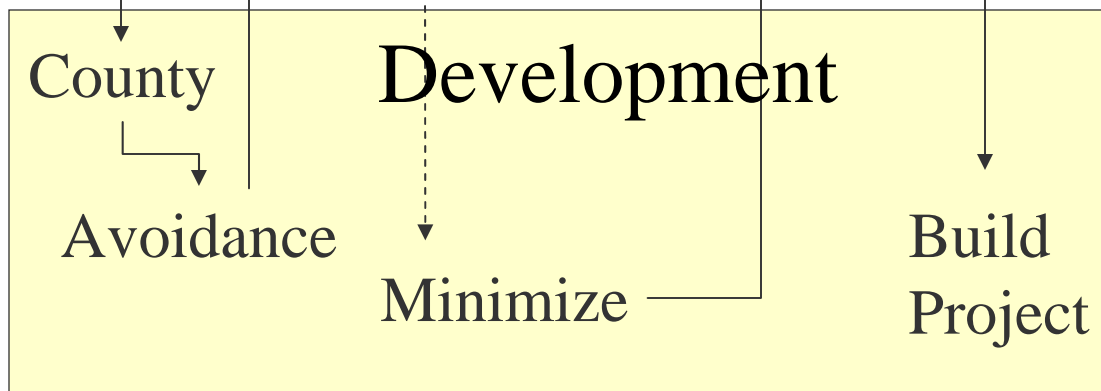 Development
County
Avoidance
Minimize
Build
Project